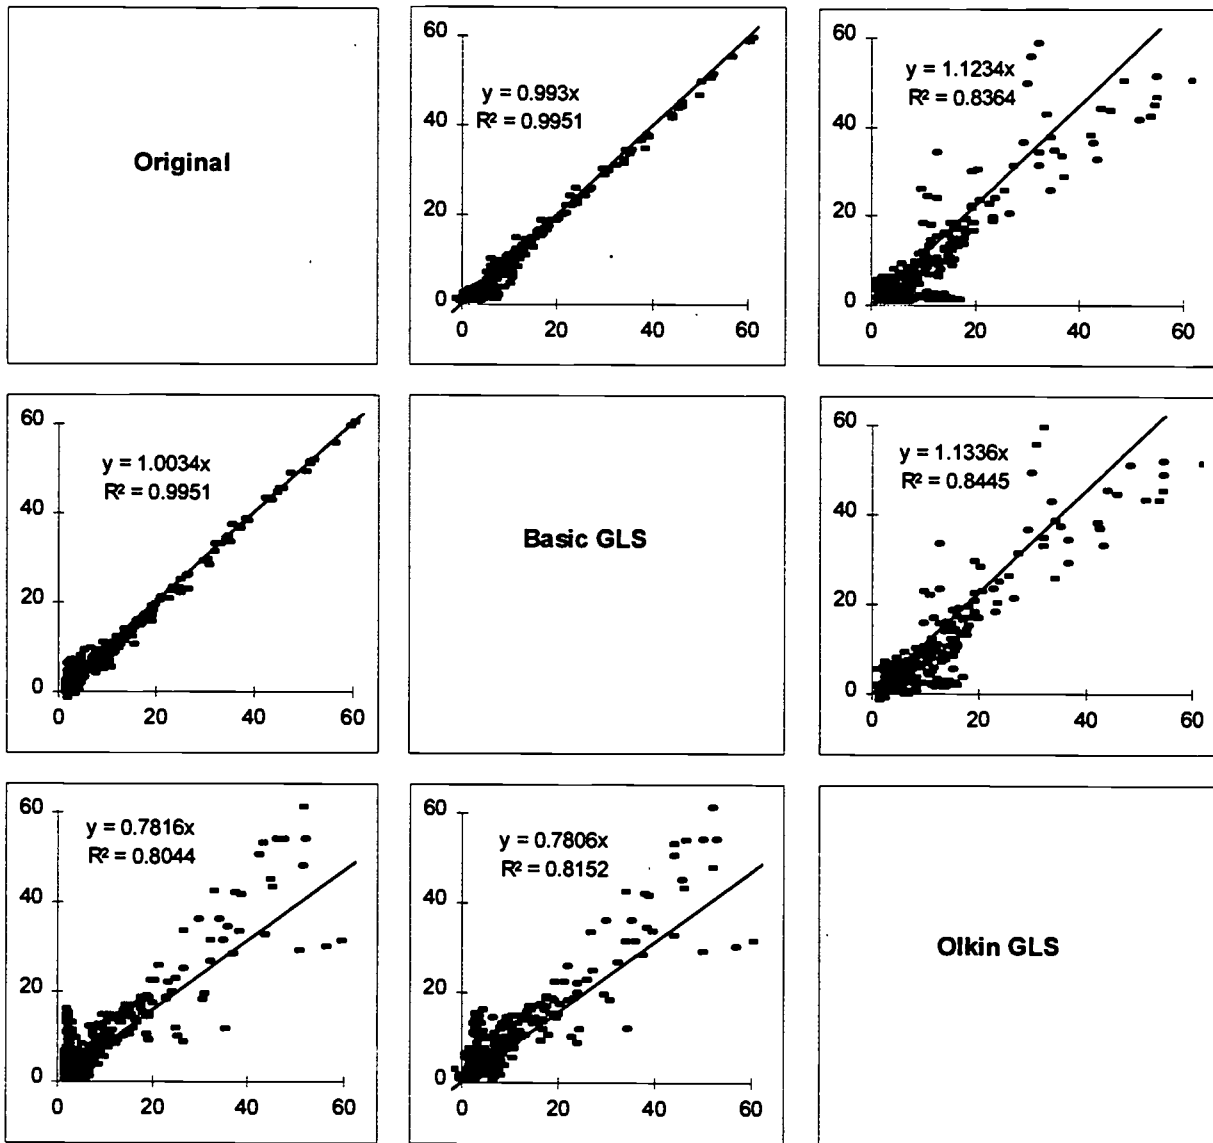 60
40
20
0
0 20 40 60
y = 0.993x
R² = 0.9951
60
40
20
0
0 20 40 60
y = 1.1234x
R² = 0.8364
Original
60
40
20
0
0 20 40 60
y = 1.0034x
R² = 0.9951
Basic GLS
60
40
20
0
0 20 40 60
y = 1.1336x
R² = 0.8445
60
40
20
0
0 20 40 60
y = 0.7816x
R² = 0.8044
60
40
20
0
0 20 40 60
y = 0.7806x
R² = 0.8152
Olkin GLS